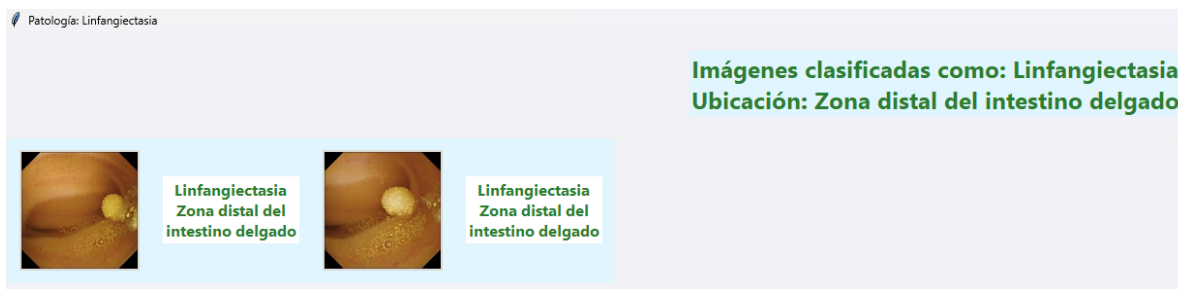 Patología: Linfangiectasia
Imágenes clasificadas como: Linfangiectasia
Ubicación: Zona distal del intestino delgado
Linfangiectasia
Zona distal del
intestino delgado
Linfangiectasia
Zona distal del
intestino delgado